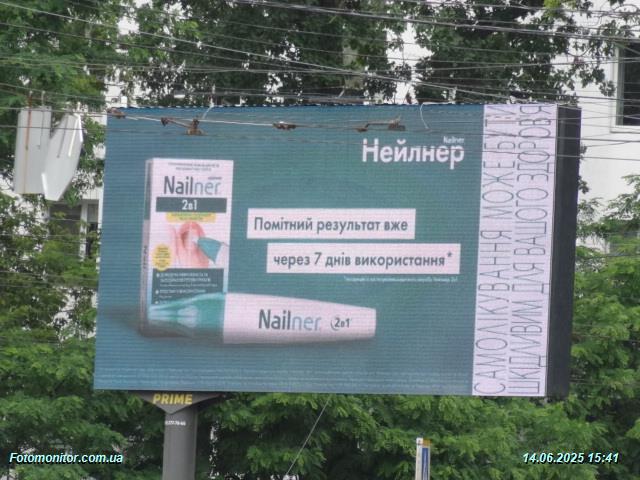 Nailner
Нейлнер
Nailner
2в1
Помітний результат вже
через 7 днів використання*
Nailner 2в1
САМОЛІКУВАННЯ МОЖЕ БУТИ
ШКІДЛИВИМ ДЛЯ ВАШОГО ЗДОРОВ'Я
PRIME
Fotomonitor.com.ua
14.06.2025 15:41